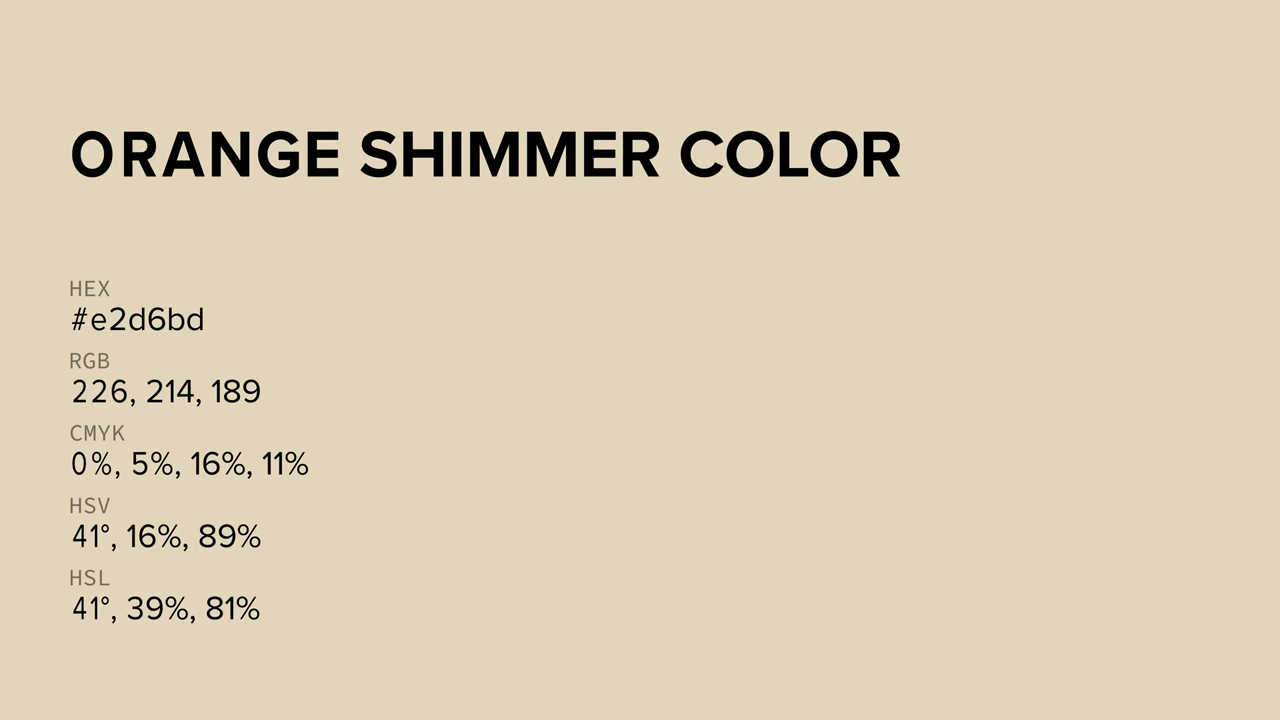 ORANGE SHIMMER COLOR
HEX
#e2d6bd
RGB
226, 214, 189
CMYK
0%, 5%, 16%, 11%
HSV
41°, 16%, 89%
HSL
41°, 39%, 81%